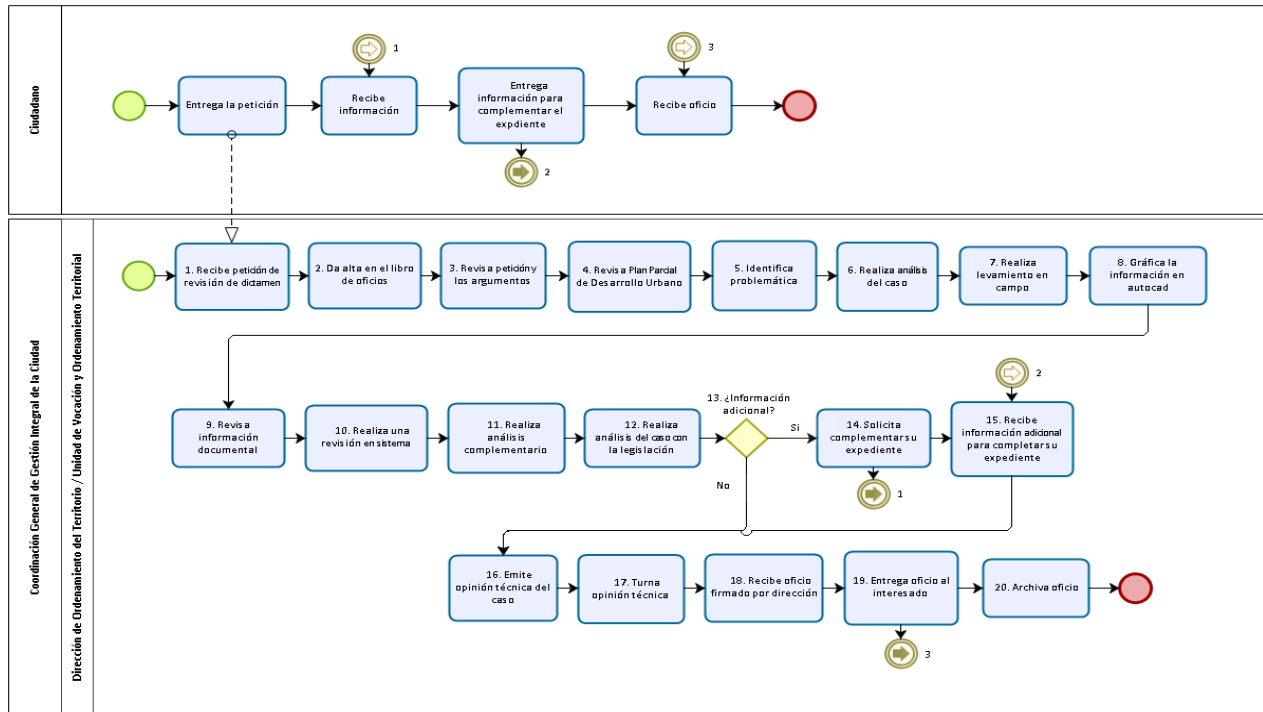 Ciudadano
Entrega la petición
1
Recibe
información
Entrega
información para
complementar el
expdiente
2
3
Recibe oficio
Coordinación General de Gestión Integral de la Ciudad
Dirección de Ordenamiento del Territorio / Unidad de Vocación y Ordenamiento Territorial
1. Recibe petición de
revisión de dictamen
2. Da alta en el libro
de oficios
3. Revisa petición y
los argumentos
4. Revisa Plan Parcial
de Desarrollo Urbano
5. Identifica
problemática
6. Realiza análisis
del caso
7. Realiza
levamiento en
campo
8. Gráfica la
información en
autocad
9. Revisa
información
documental
10. Realiza una
revisión en sistema
11. Realiza
análisis
complementario
12. Realiza
análisis del caso con
la legislación
13. ¿Información
adicional?
Si
No
14. Solicita
complementar su
expediente
1
2
15. Recibe
información adicional
para completar su
expediente
16. Emite
opinión técnica del
caso
17. Turna
opinión técnica
18. Recibe oficio
firmado por dirección
19. Entrega oficio al
interesado
3
20. Archiva oficio